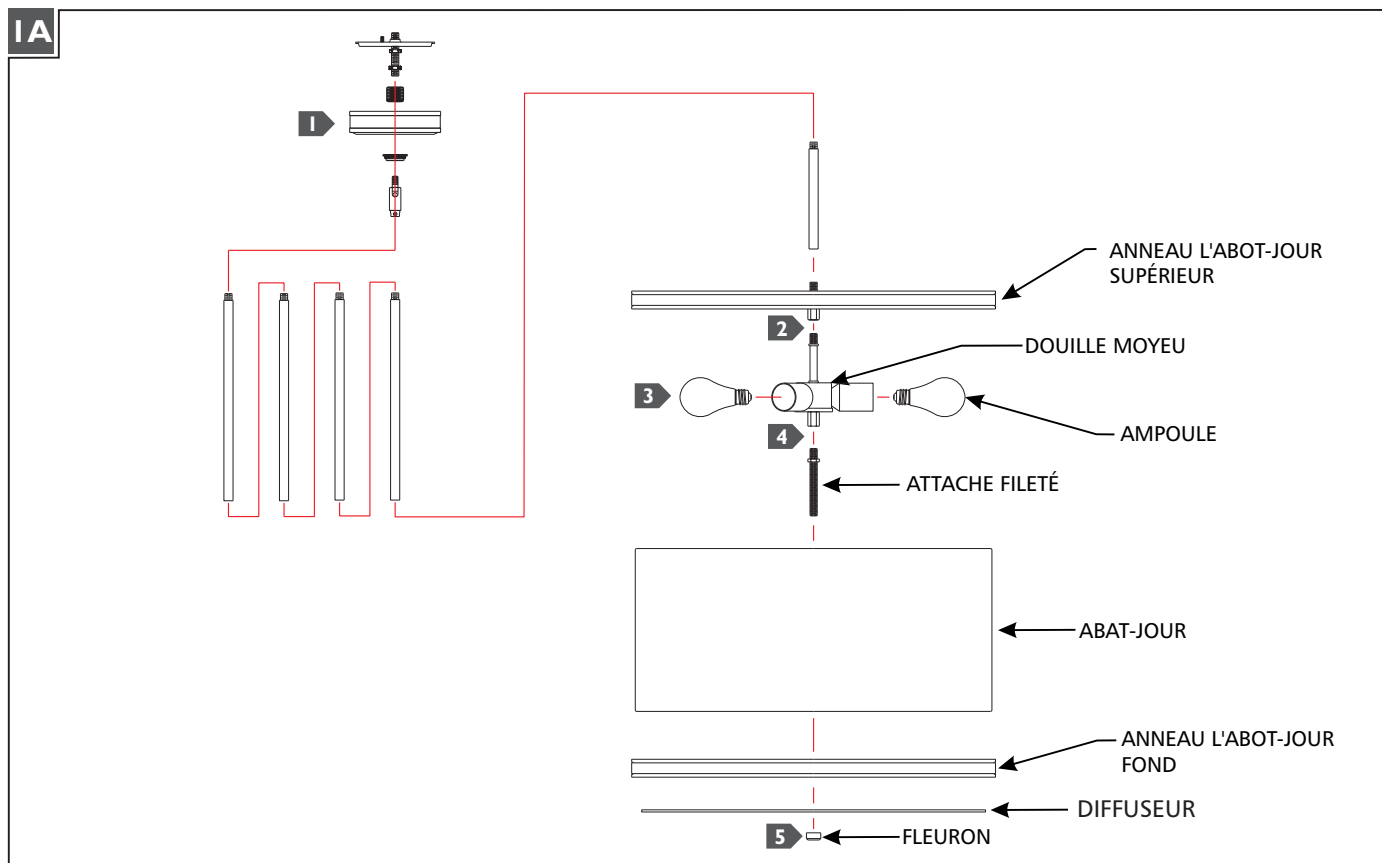 1A
1
ANNEAU L'ABOT-JOUR
SUPÉRIEUR
2
DOUILLE MOYEU
3
AMPOULE
4
ATTACHE FILETÉ
ABAT-JOUR
ANNEAU L'ABOT-JOUR
FOND
DIFFUSEUR
5
FLEURON